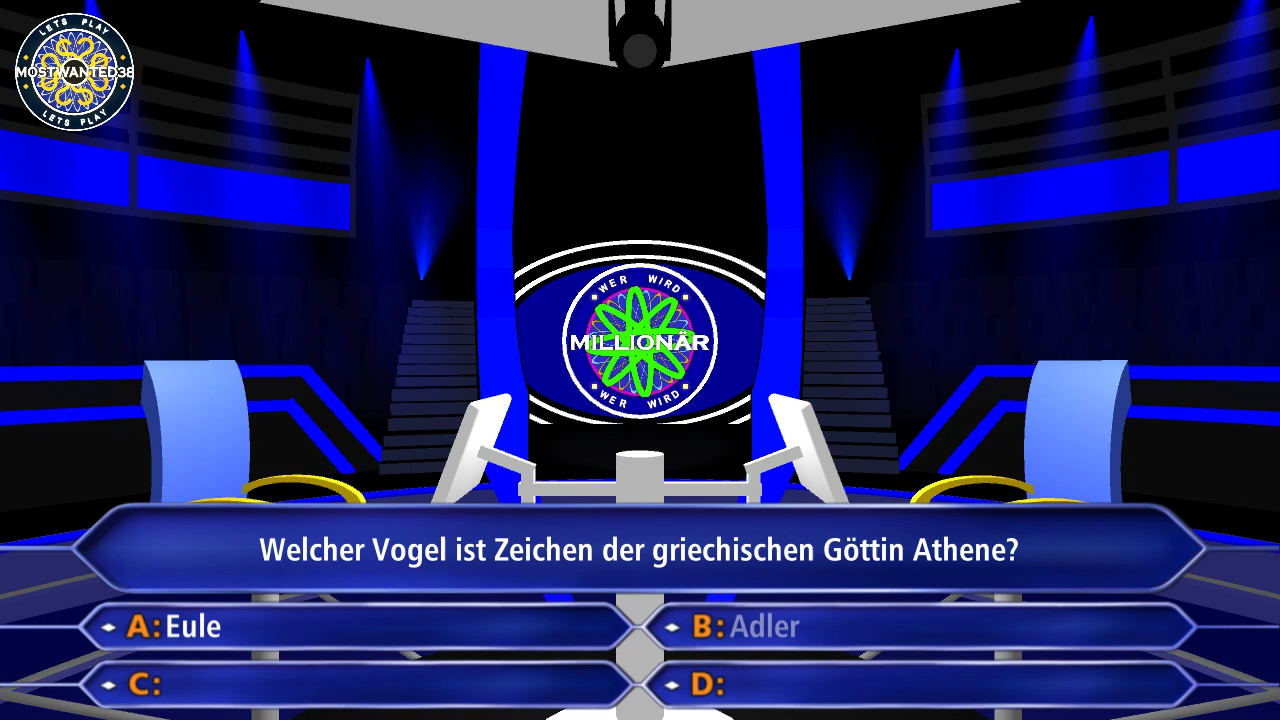 LETS PLAY
MOSTWANTED38
LETS PLAY
WER WIRD
MILLIONÄR
WER WIRD
Welcher Vogel ist Zeichen der griechischen Göttin Athene?
A: Eule
B: Adler
C:
D: